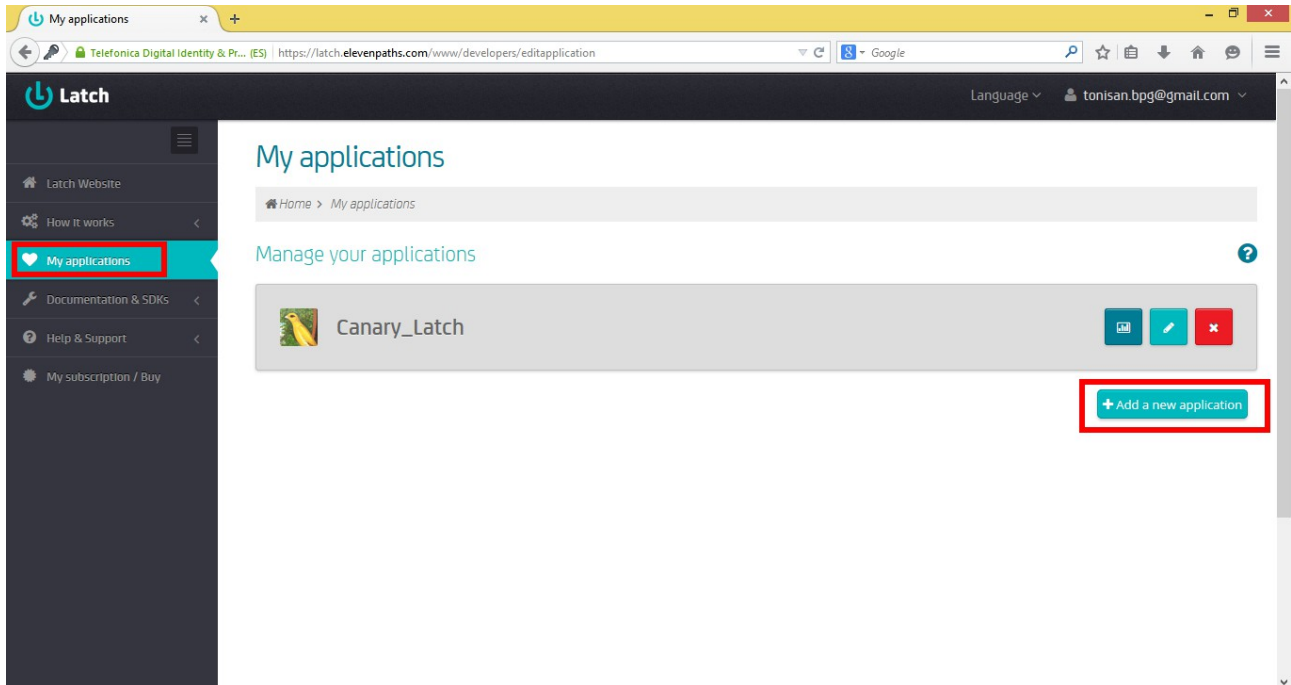 My applications
Telefonica Digital Identity & Pr... (ES) https://latch.elevenpaths.com/www/developers/editapplication
Google
Latch
Language
tonisan.bpg@gmail.com
Latch Website
How it works
My applications
Documentation & SDKs
Help & Support
My subscription / Buy
My applications
Home > My applications
Manage your applications
Canary_Latch
Add a new application